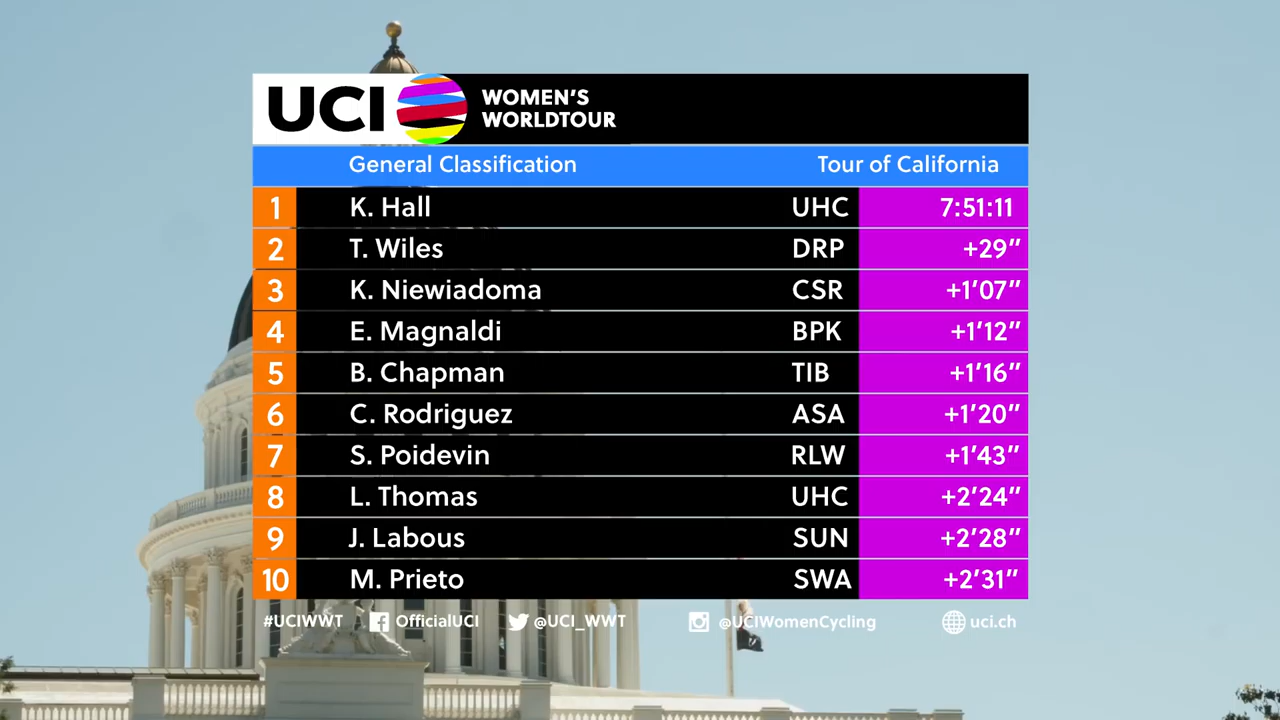 UCI WOMEN'S
WORLDTOUR
General Classification Tour of California
1 K. Hall UHC 7:51:11
2 T. Wiles DRP +29”
3 K. Niewiadoma CSR +1’07”
4 E. Magnaldi BPK +1’12”
5 B. Chapman TIB +1’16”
6 C. Rodriguez ASA +1’20”
7 S. Poidevin RLW +1’43”
8 L. Thomas UHC +2’24”
9 J. Labous SUN +2’28”
10 M. Prieto SWA +2’31”
#UCIWWT OfficialUCI @UCI_WWT @UCIWomenCycling uci.ch